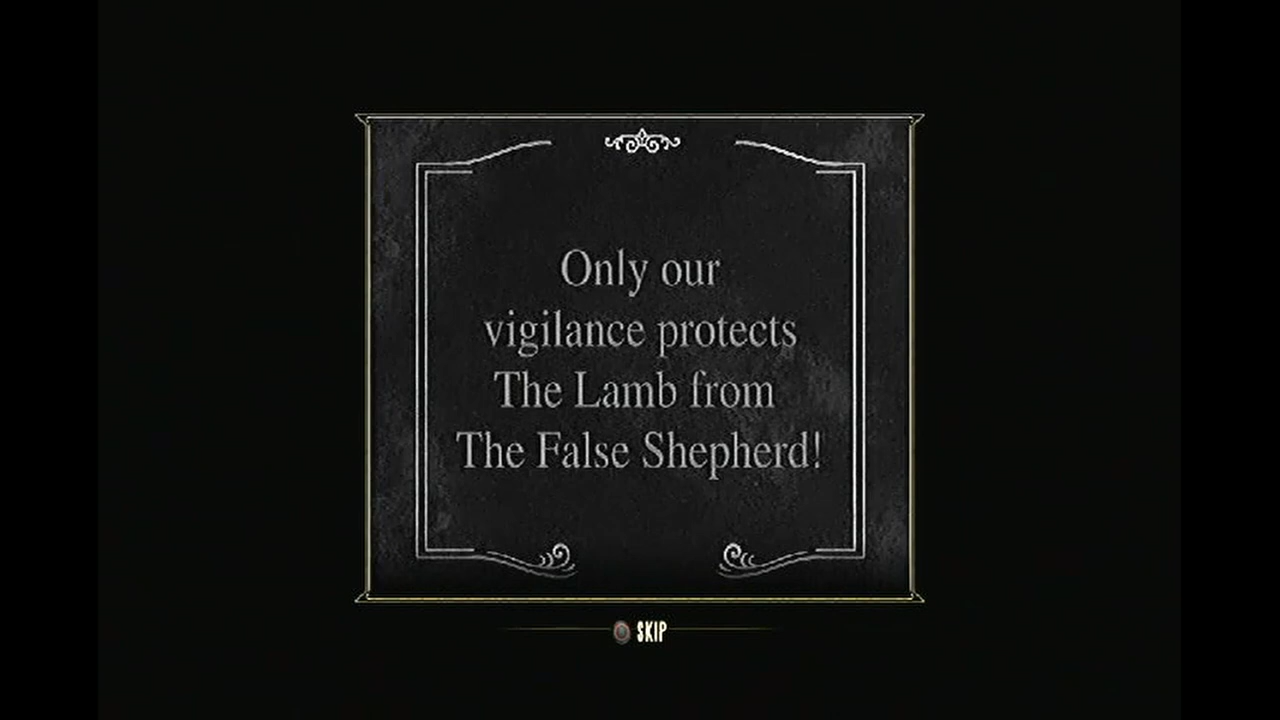 Only our
vigilance protects
The Lamb from
The False Shepherd!
SKIP